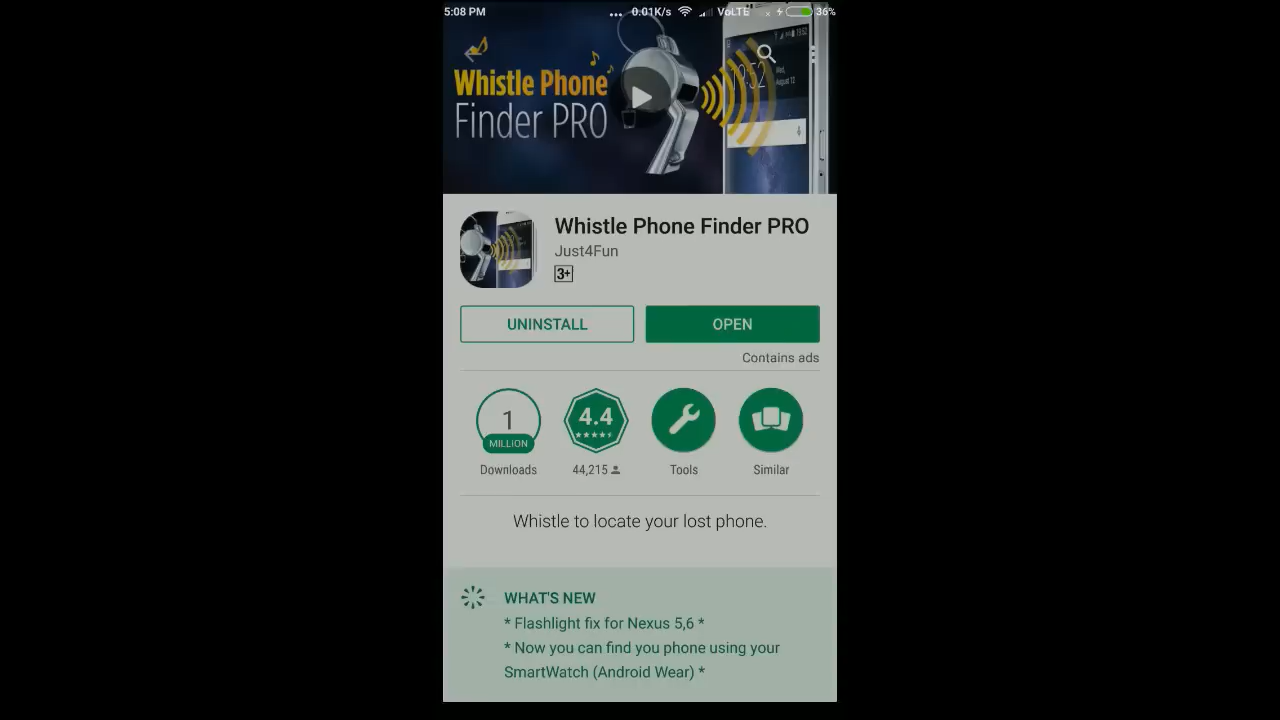 5:08 PM ... 0.01K/s VoLTE 36%
Whistle Phone
Finder PRO
Whistle Phone Finder PRO
Just4Fun
3+
UNINSTALL OPEN
Contains ads
1
MILLION
4.4
Downloads 44,215 Tools Similar
Whistle to locate your lost phone.
WHAT'S NEW
* Flashlight fix for Nexus 5,6 *
* Now you can find you phone using your
SmartWatch (Android Wear) *